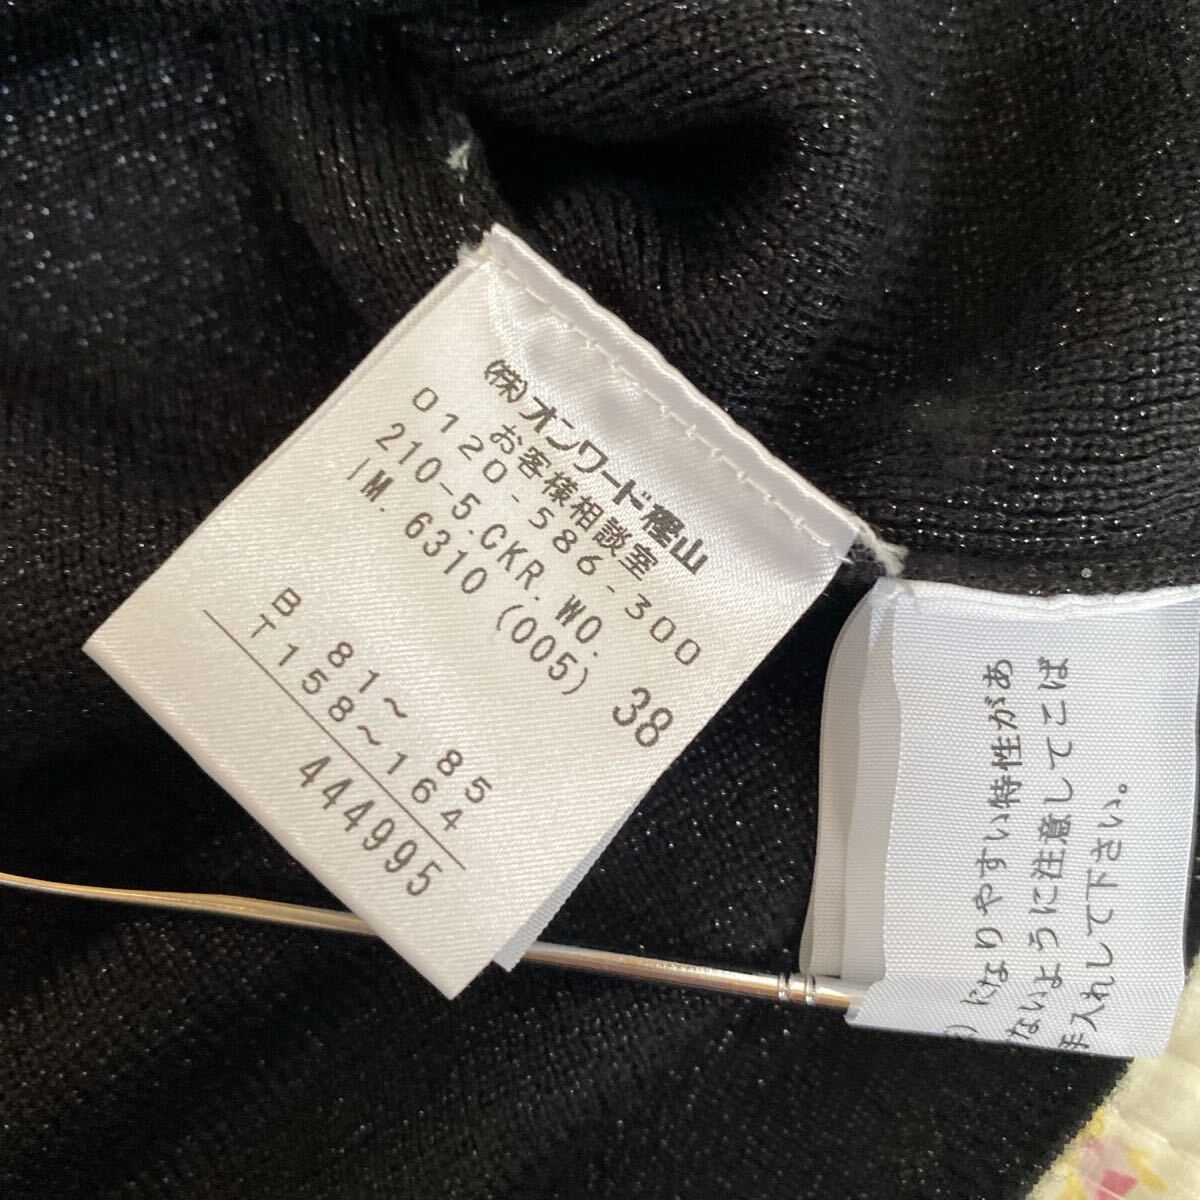 (株)オンワード樫山
お客様相談室
0120-586-300
210-5.CKR.WO.
IM.6310 (005)
38
B 81~ 85
T158~164
444995
になりやすい特性があ
ないように注意してこば
手入れして下さい。